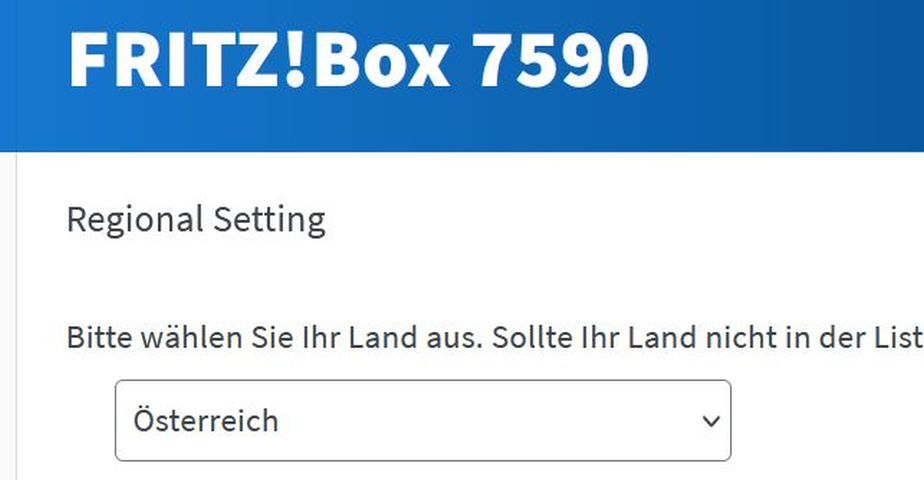 FRITZ!Box 7590
Regional Setting
Bitte wählen Sie Ihr Land aus. Sollte Ihr Land nicht in der List
Österreich